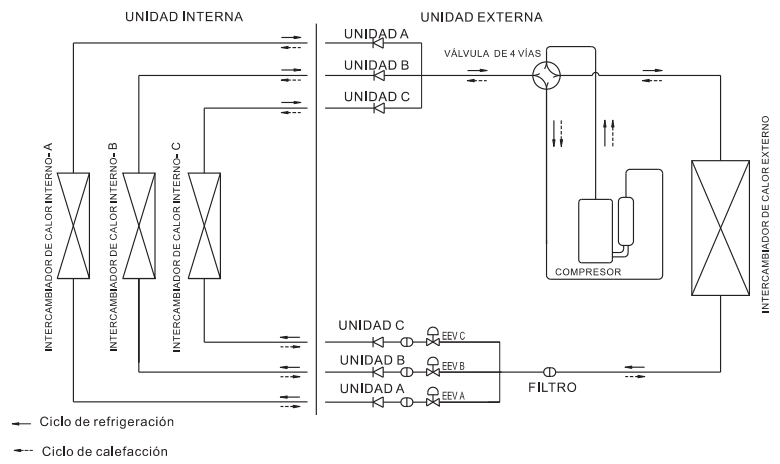 UNIDAD INTERNA
UNIDAD EXTERNA
UNIDAD A
UNIDAD B
UNIDAD C
VÁLVULA DE 4 VÍAS
INTERCAMBIADOR DE CALOR INTERNO-A
INTERCAMBIADOR DE CALOR INTERNO-B
INTERCAMBIADOR DE CALOR INTERNO-C
COMPRESOR
INTERCAMBIADOR DE CALOR EXTERNO
UNIDAD C
EEV C
UNIDAD B
EEV B
UNIDAD A
EEV A
FILTRO
Ciclo de refrigeración
Ciclo de calefacción